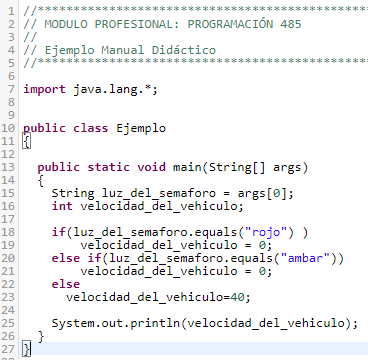 1 //****************************************************
2 // MODULO PROFESIONAL: PROGRAMACIÓN 485
3 //
4 // Ejemplo Manual Didáctico
5 //****************************************************
6
7 import java.lang.*;
8
9
10 public class Ejemplo
11 {
12
13 public static void main(String[] args)
14 {
15 String luz_del_semaforo = args[0];
16 int velocidad_del_vehiculo;
17
18 if(luz_del_semaforo.equals("rojo") )
19 velocidad_del_vehiculo = 0;
20 else if(luz_del_semaforo.equals("ambar"))
21 velocidad_del_vehiculo = 0;
22 else
23 velocidad_del_vehiculo=40;
24
25 System.out.println(velocidad_del_vehiculo);
26 }
27 }